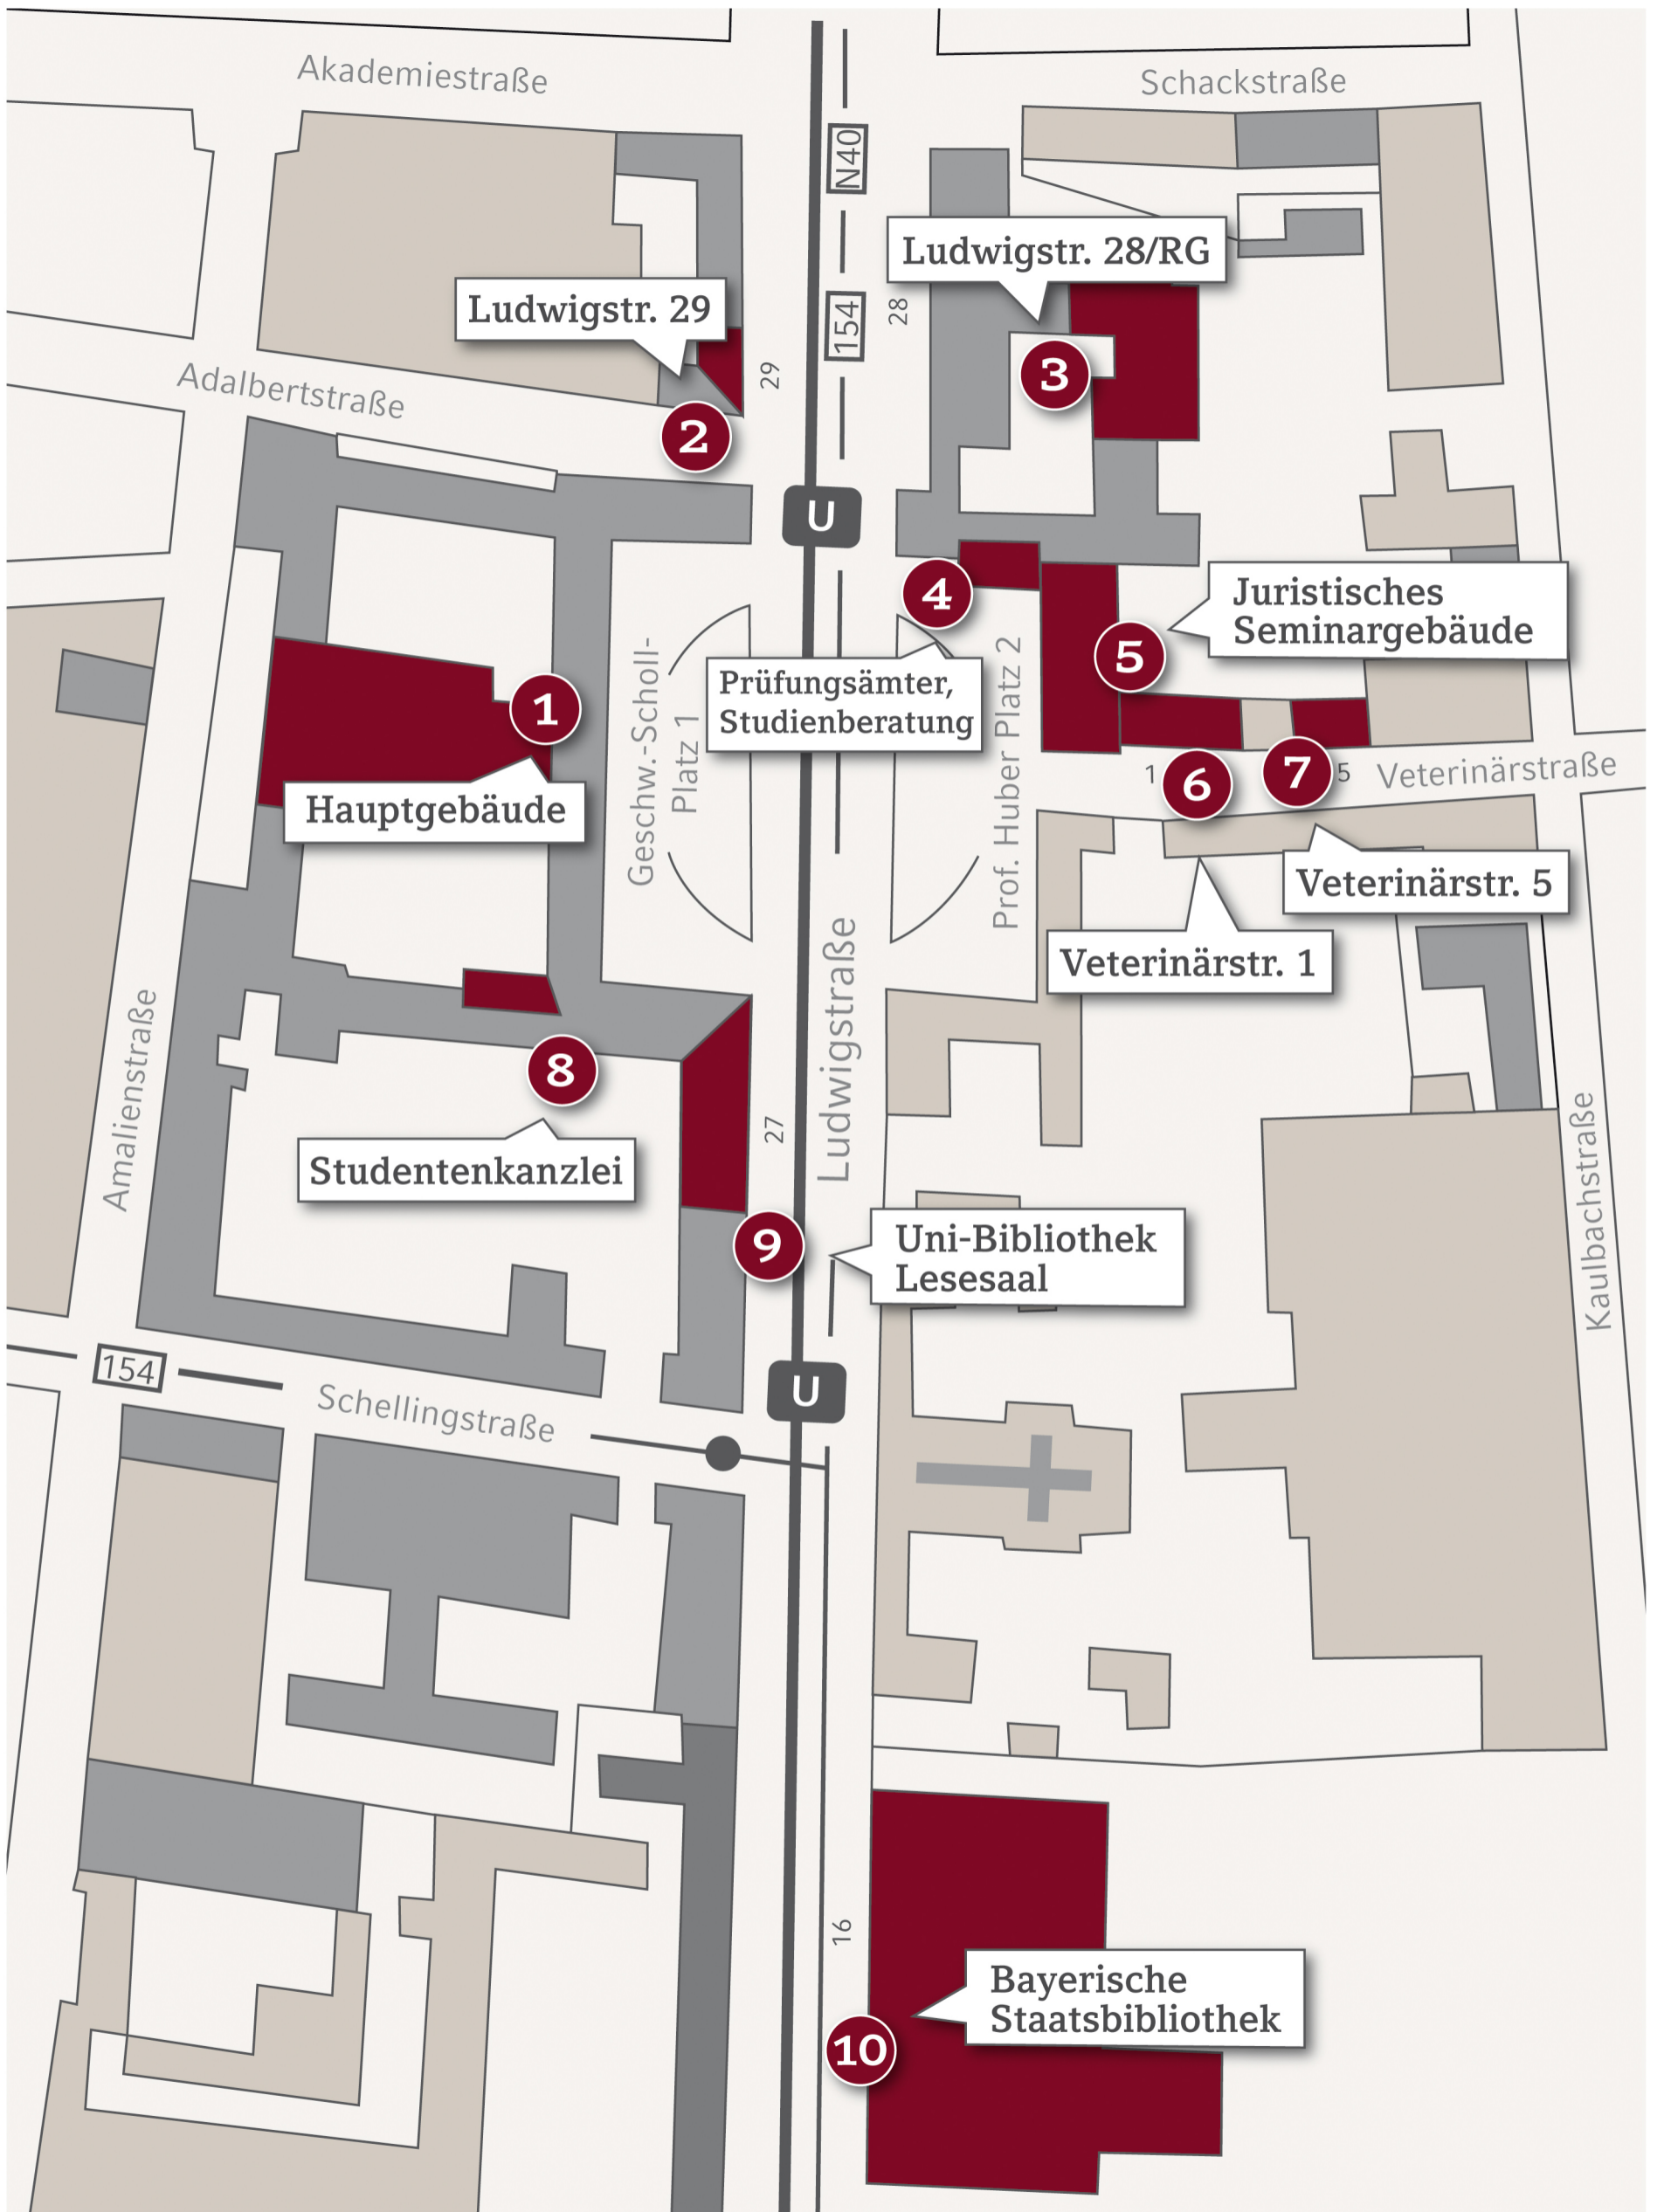 Akademiestraße
Schackstraße
N40
Ludwigstr. 28/RG
Ludwigstr. 29
154
28
29
3
Adalbertstraße
2
U
4
Juristisches
Seminargebäude
5
1
Geschw.-Scholl-
Platz 1
Prüfungsämter,
Studienberatung
Prof. Huber Platz 2
1
6
7
5
Veterinärstraße
Hauptgebäude
Veterinärstr. 5
Veterinärstr. 1
Amalienstraße
Ludwigstraße
8
27
Studentenkanzlei
Kaulbachstraße
9
Uni-Bibliothek
Lesesaal
154
U
Schellingstraße
16
Bayerische
Staatsbibliothek
10